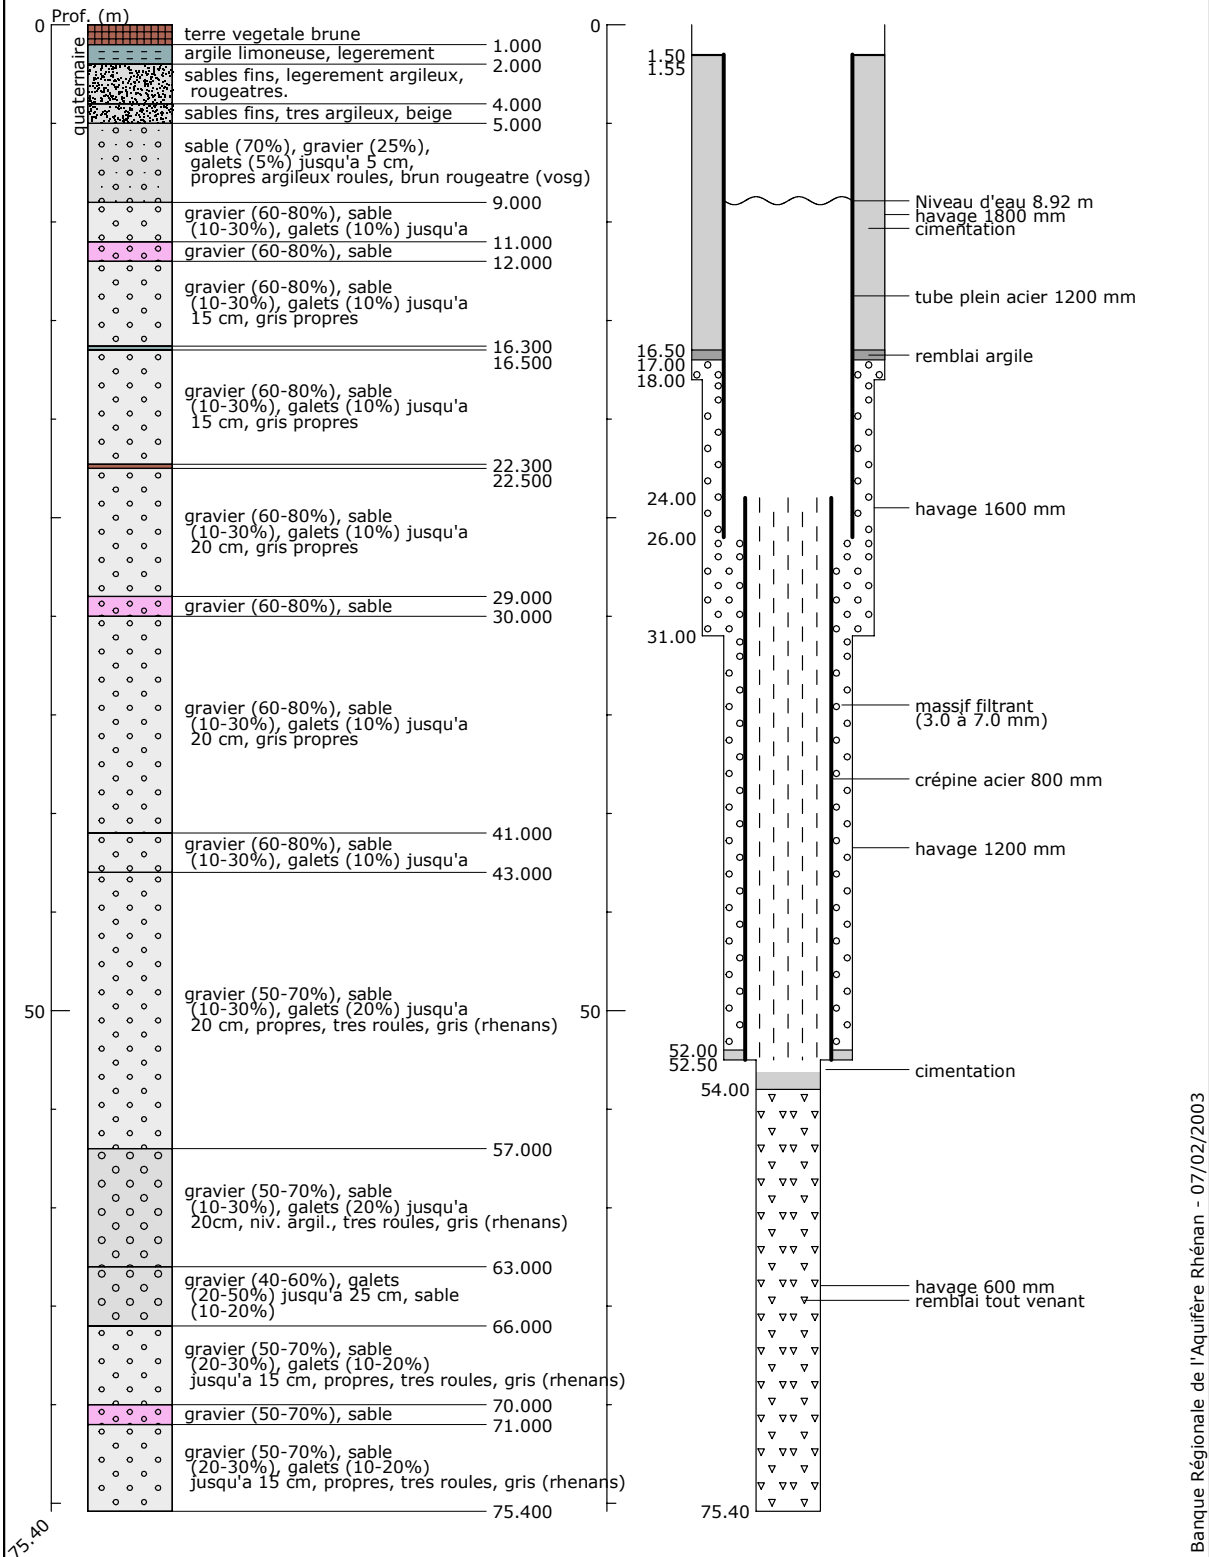 Prof. (m)
0
quaternaire
terre vegetale brune
1.000
argile limoneuse, legerement
2.000
sables fins, legerement argileux,
rougeatres.
4.000
sables fins, tres argileux, beige
5.000
sable (70%), gravier (25%),
galets (5%) jusqu'a 5 cm,
propres argileux roules, brun rougeatre (vosg)
9.000
gravier (60-80%), sable
(10-30%), galets (10%) jusqu'a
11.000
gravier (60-80%), sable
12.000
gravier (60-80%), sable
(10-30%), galets (10%) jusqu'a
15 cm, gris propres
16.300
16.500
gravier (60-80%), sable
(10-30%), galets (10%) jusqu'a
15 cm, gris propres
22.300
22.500
gravier (60-80%), sable
(10-30%), galets (10%) jusqu'a
20 cm, gris propres
29.000
gravier (60-80%), sable
30.000
gravier (60-80%), sable
(10-30%), galets (10%) jusqu'a
20 cm, gris propres
41.000
gravier (60-80%), sable
(10-30%), galets (10%) jusqu'a
43.000
50
gravier (50-70%), sable
(10-30%), galets (20%) jusqu'a
20 cm, propres, tres roules, gris (rhenans)
57.000
gravier (50-70%), sable
(10-30%), galets (20%) jusqu'a
20cm, niv. argil., tres roules, gris (rhenans)
63.000
gravier (40-60%), galets
(20-50%) jusqu'a 25 cm, sable
(10-20%)
66.000
gravier (50-70%), sable
(20-30%), galets (10-20%)
jusqu'a 15 cm, propres, tres roules, gris (rhenans)
70.000
gravier (50-70%), sable
71.000
gravier (50-70%), sable
(20-30%), galets (10-20%)
jusqu'a 15 cm, propres, tres roules, gris (rhenans)
75.400
75.40
0
1.50
1.55
Niveau d'eau 8.92 m
havage 1800 mm
cimentation
tube plein acier 1200 mm
16.50
remblai argile
17.00
18.00
24.00
havage 1600 mm
26.00
31.00
massif filtrant
(3.0 à 7.0 mm)
crépine acier 800 mm
havage 1200 mm
50
52.00
52.50
cimentation
54.00
havage 600 mm
remblai tout venant
75.40
Banque Régionale de l'Aquifère Rhénan - 07/02/2003